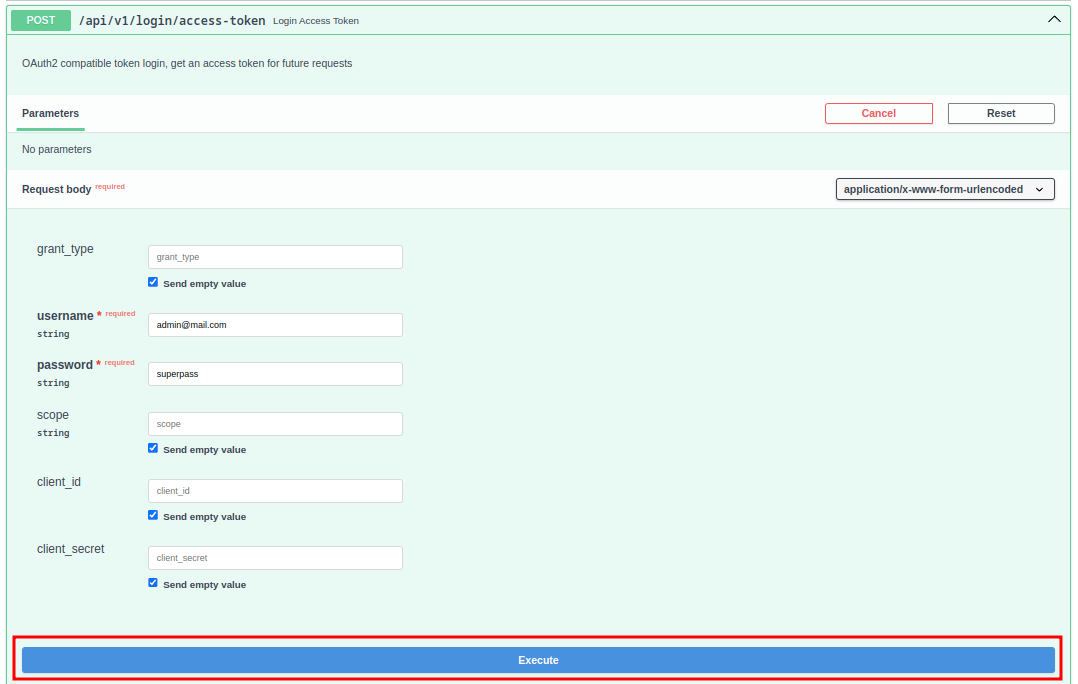 POST /api/v1/login/access-token Login Access Token
OAuth2 compatible token login, get an access token for future requests
Parameters Cancel Reset
No parameters
Request body required application/x-www-form-urlencoded
grant_type
grant_type
Send empty value
username * required
string
admin@mail.com
password * required
string
superpass
scope
string
scope
Send empty value
client_id
client_id
Send empty value
client_secret
client_secret
Send empty value
Execute